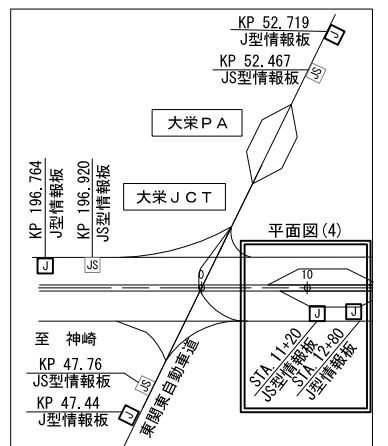 KP 52.719
J型情報板
J
KP 52.467
JS型情報板
JS
大栄PA
大栄JCT
KP 196.764
J型情報板
KP 196.920
JS型情報板
J
JS
平面図(4)
0
10
J
J
STA. 11+20
JS型情報板
STA. 12+80
J型情報板
至 神崎
KP 47.76
JS型情報板
JS
KP 47.44
J型情報板
J
東関東自動車道